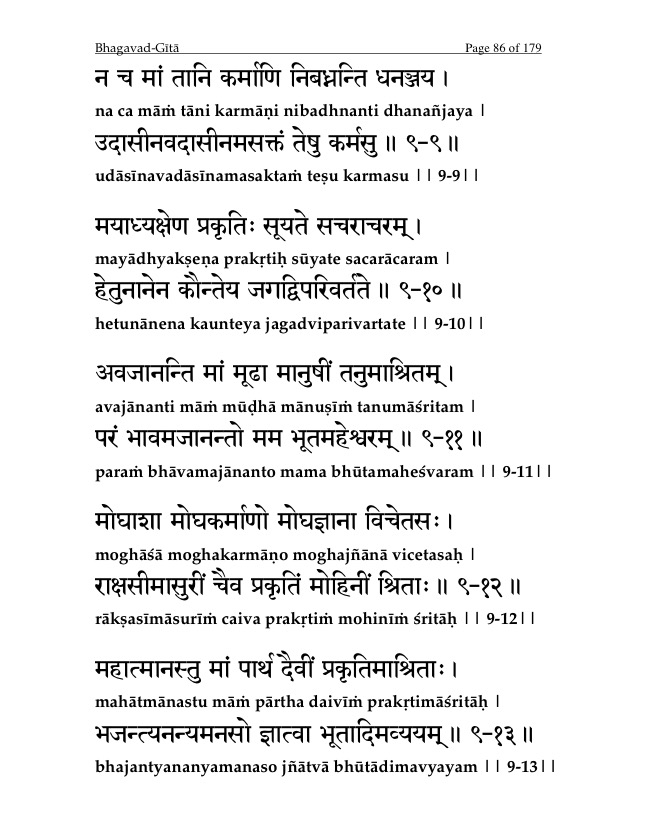 Bhagavad-Gītā Page 86 of 179
न च मां तानि कर्माणि निबध्नन्ति धनञ्जय ।
na ca māṁ tāni karmāṇi nibadhnanti dhanañjaya |
उदासीनवदासीनमसक्तं तेषु कर्मसु ॥ ९-९॥
udāsīnavadāsīnamasaktaṁ teṣu karmasu || 9-9||
मयाध्यक्षेण प्रकृतिः सूयते सचराचरम् ।
mayādhyakṣeṇa prakṛtiḥ sūyate sacarācaram |
हेतुनानेन कौन्तेय जगद्विपरिवर्तते ॥ ९-१० ॥
hetunānena kaunteya jagadviparivartate || 9-10||
अवजानन्ति मां मूढा मानुषीं तनुमाश्रितम् ।
avajānanti māṁ mūḍhā mānuṣīṁ tanumāśritam |
परं भावमजानन्तो मम भूतमहेश्वरम् ॥ ९-११ ॥
paraṁ bhāvamajānanto mama bhūtamaheśvaram || 9-11||
मोघाशा मोघकर्माणो मोघज्ञाना विचेतसः ।
moghāśā moghakarmāṇo moghajñānā vicetasaḥ |
राक्षसीमासुरीं चैव प्रकृतिं मोहिनीं श्रिताः ॥ ९-१२ ॥
rākṣasīmāsurīṁ caiva prakṛtiṁ mohinīṁ śritāḥ || 9-12||
महात्मानस्तु मां पार्थ दैवीं प्रकृतिमाश्रिताः ।
mahātmānastu māṁ pārtha daivīṁ prakṛtimāśritāḥ |
भजन्त्यनन्यमनसो ज्ञात्वा भूतादिमव्ययम् ॥ ९-१३॥
bhajantyananyamanaso jñātvā bhūtādimavyayam || 9-13||